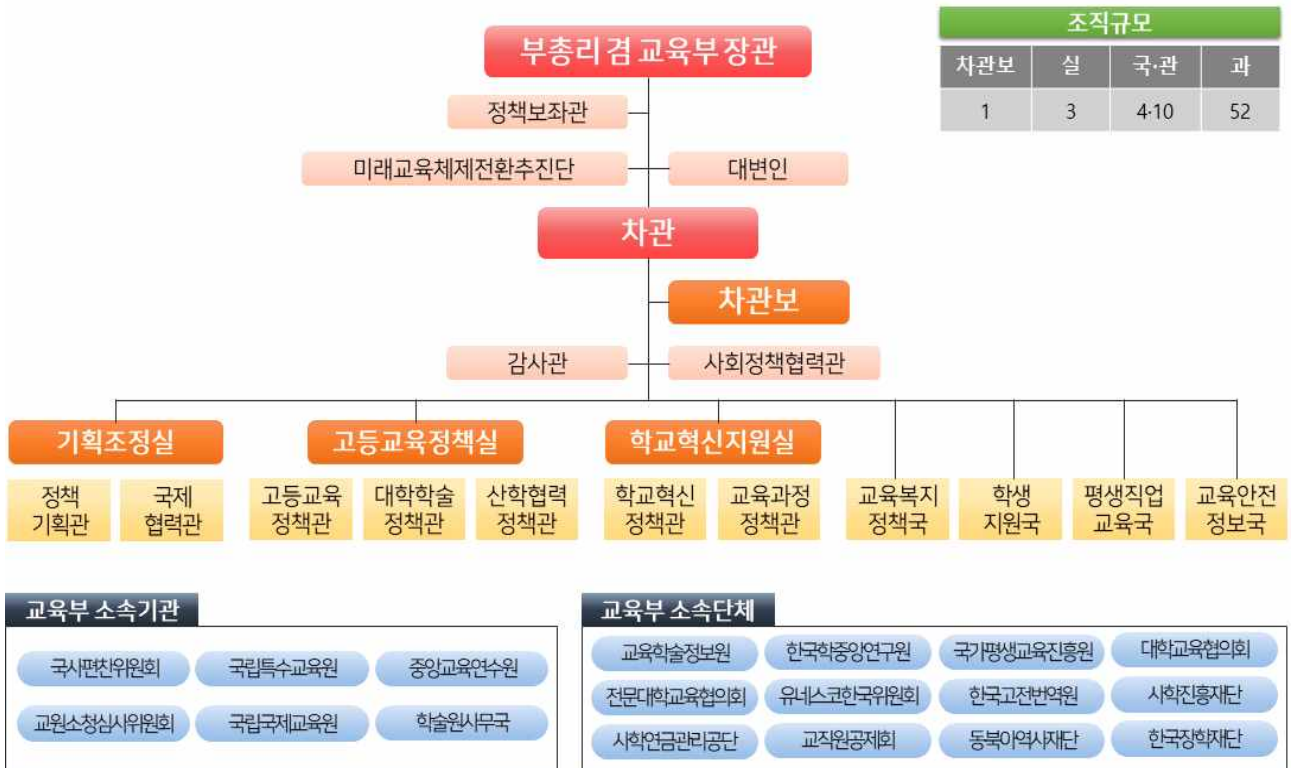 부총리 겸 교육부 장관
조직규모
차관보 실 국·관 과
1 3 4·10 52
정책보좌관
미래교육체제전환추진단 대변인
차관
차관보
감사관 사회정책협력관
기획조정실 고등교육정책실 학교혁신지원실
정책 국제 고등교육 대학학술 산학협력 학교혁신 교육과정 교육복지 학생 평생직업 교육안전
기획관 협력관 정책관 정책관 정책관 정책관 정책관 정책국 지원국 교육국 정보국
교육부 소속기관
국사편찬위원회 국립특수교육원 중앙교육연수원
교원소청심사위원회 국립국제교육원 학술원사무국
교육부 소속단체
교육학술정보원 한국학중앙연구원 국가평생교육진흥원 대학교육협의회
전문대학교육협의회 유네스코한국위원회 한국고전번역원 사학진흥재단
사학연금관리공단 교직원공제회 동북아역사재단 한국장학재단